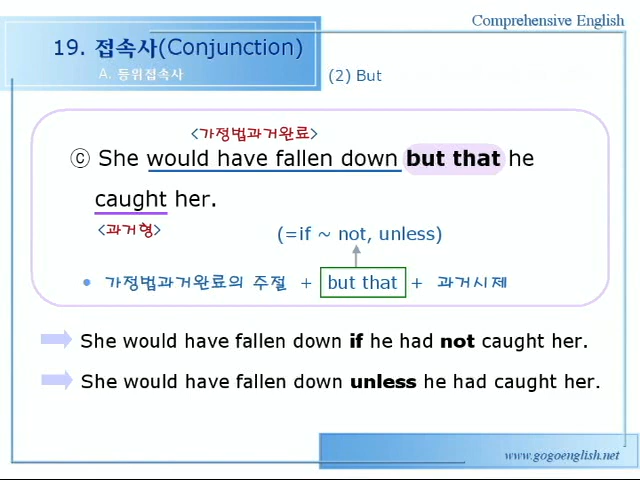 Comprehensive English
19. 접속사(Conjunction)
A. 등위접속사
(2) But
<가정법과거완료>
ⓒ She would have fallen down but that he
caught her.
<과거형>
(=if ~ not, unless)
• 가정법과거완료의 주절 + but that + 과거시제
She would have fallen down if he had not caught her.
She would have fallen down unless he had caught her.
www.gogoenglish.net